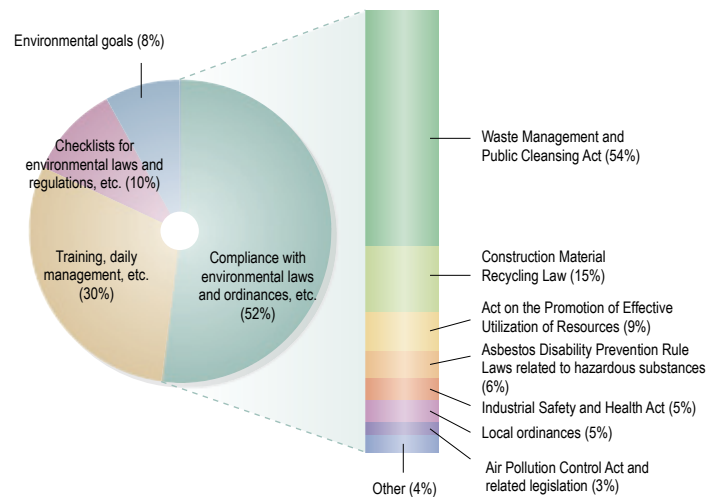 Environmental goals (8%)
Checklists for
environmental laws and
regulations, etc. (10%)
Training, daily
management, etc.
(30%)
Compliance with
environmental laws
and ordinances, etc.
(52%)
Waste Management and
Public Cleansing Act (54%)
Construction Material
Recycling Law (15%)
Act on the Promotion of Effective
Utilization of Resources (9%)
Asbestos Disability Prevention Rule
Laws related to hazardous substances
(6%)
Industrial Safety and Health Act (5%)
Local ordinances (5%)
Air Pollution Control Act and
related legislation (3%)
Other (4%)